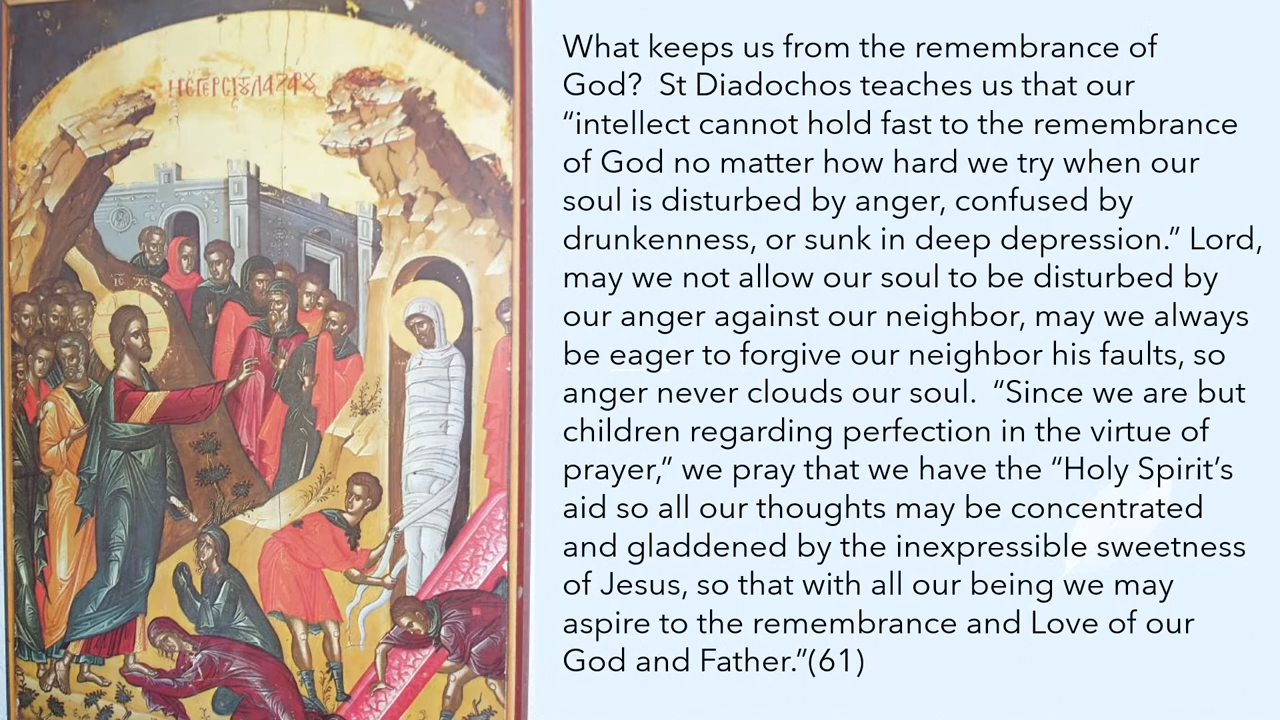 Η ΕΓΕΡCΙC ΤȢ ΛΑΖΑΡȢ
IC XC
What keeps us from the remembrance of
God?  St Diadochos teaches us that our
“intellect cannot hold fast to the remembrance
of God no matter how hard we try when our
soul is disturbed by anger, confused by
drunkenness, or sunk in deep depression.” Lord,
may we not allow our soul to be disturbed by
our anger against our neighbor, may we always
be eager to forgive our neighbor his faults, so
anger never clouds our soul.  “Since we are but
children regarding perfection in the virtue of
prayer,” we pray that we have the “Holy Spirit’s
aid so all our thoughts may be concentrated
and gladdened by the inexpressible sweetness
of Jesus, so that with all our being we may
aspire to the remembrance and Love of our
God and Father.”(61)